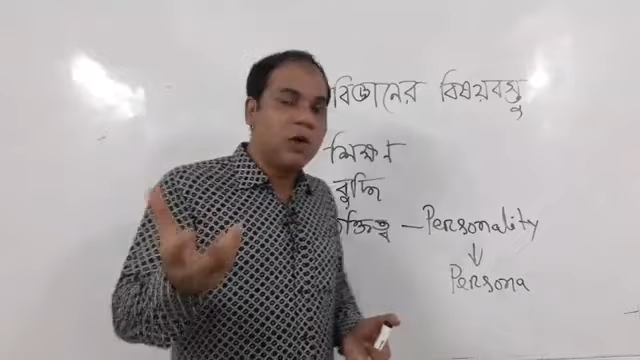 বিজ্ঞানের বিষয়বস্তু
শিক্ষণ
বুদ্ধি
ক্তিত্ব — Personality
↓
Persona